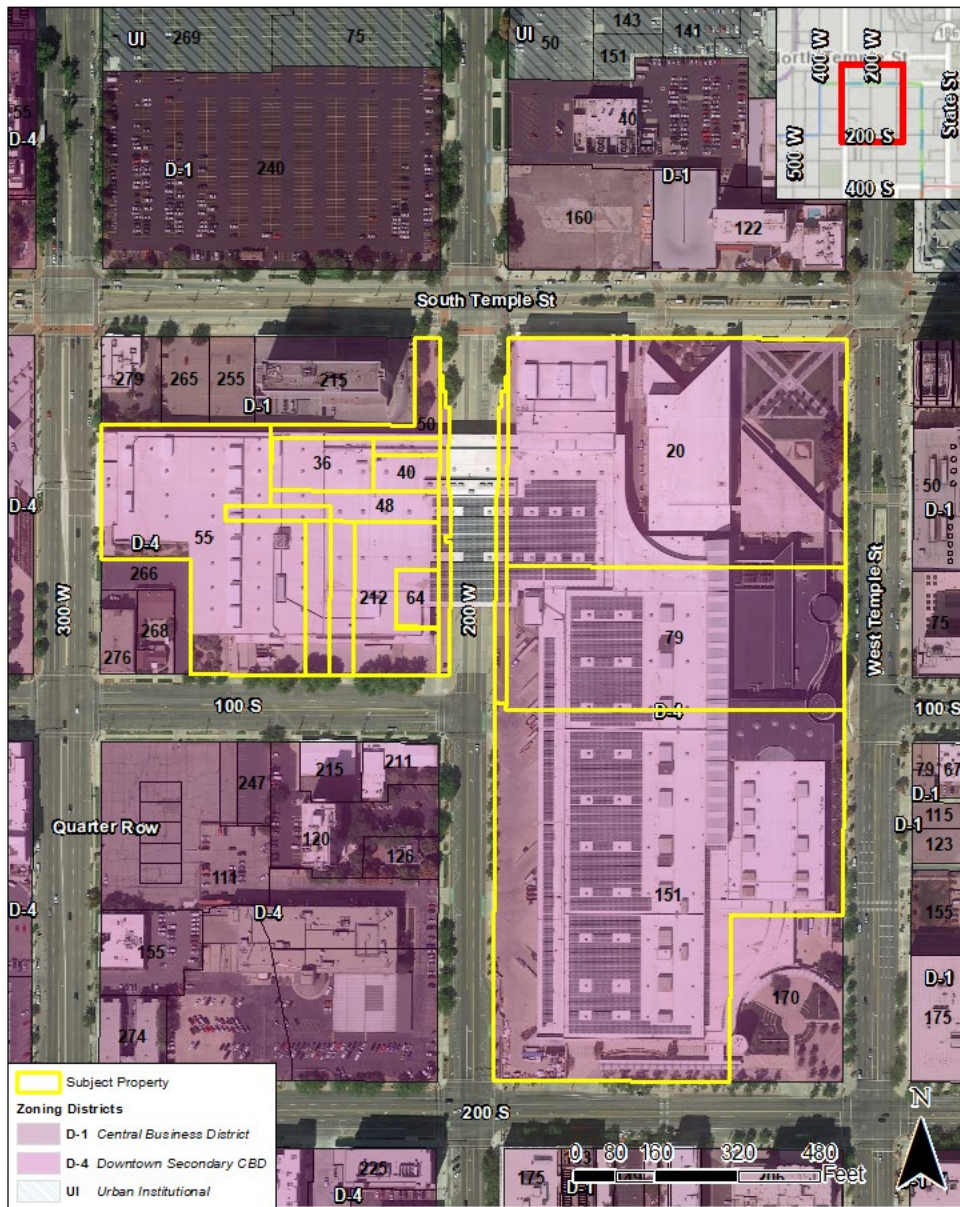 UI
269
75
UI
50
143
151
141
400 W
North Temple St
200 W
186
State St
500 W
200 S
400 S
55
D-4
D-1
240
40
D-1
160
122
South Temple St
279
265
255
215
D-1
50
D-4
36
40
48
55
D-4
20
50
D-1
266
268
276
300 W
212
64
200 W
79
D-4
West Temple St
75
100 S
100 S
247
215
211
120
126
Quarter Row
111
D-4
D-4
155
274
151
170
79
67
D-1
115
D-1
123
155
D-1
175
200 S
Subject Property
Zoning Districts
D-1 Central Business District
D-4 Downtown Secondary CBD
UI Urban Institutional
225
D-4
175
D-1
206
0 80 160 320 480
Feet
N